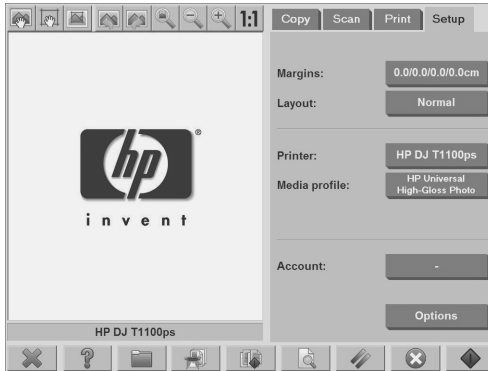 1:1
Copy Scan Print Setup
Margins: 0.0/0.0/0.0/0.0cm
Layout: Normal
hp®
invent
Printer: HP DJ T1100ps
Media profile: HP Universal
High-Gloss Photo
Account: -
Options
HP DJ T1100ps